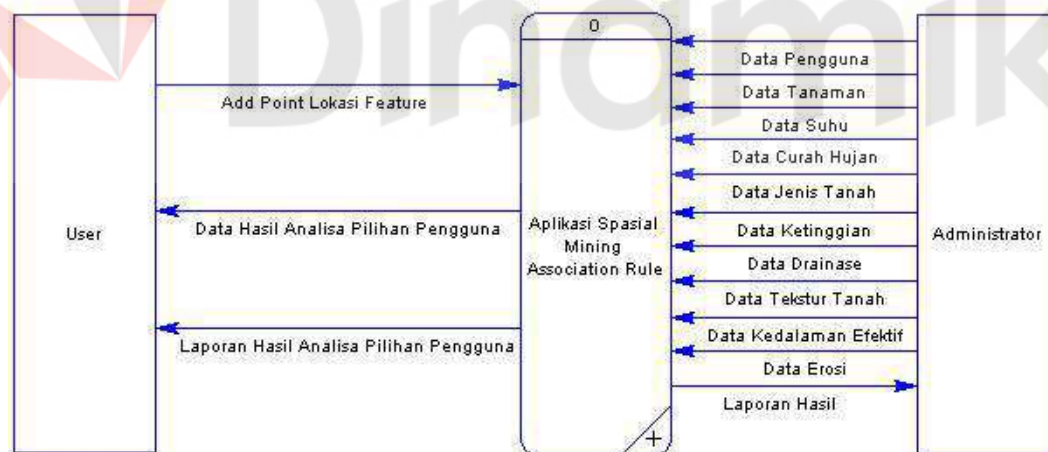 Dinamik
0
User
Add Point Lokasi Feature
Data Hasil Analisa Pilihan Pengguna
Laporan Hasil Analisa Pilihan Pengguna
Aplikasi Spasial
Mining
Association Rule
+
Data Pengguna
Data Tanaman
Data Suhu
Data Curah Hujan
Data Jenis Tanah
Data Ketinggian
Data Drainase
Data Tekstur Tanah
Data Kedalaman Efektif
Data Erosi
Laporan Hasil
Administrator